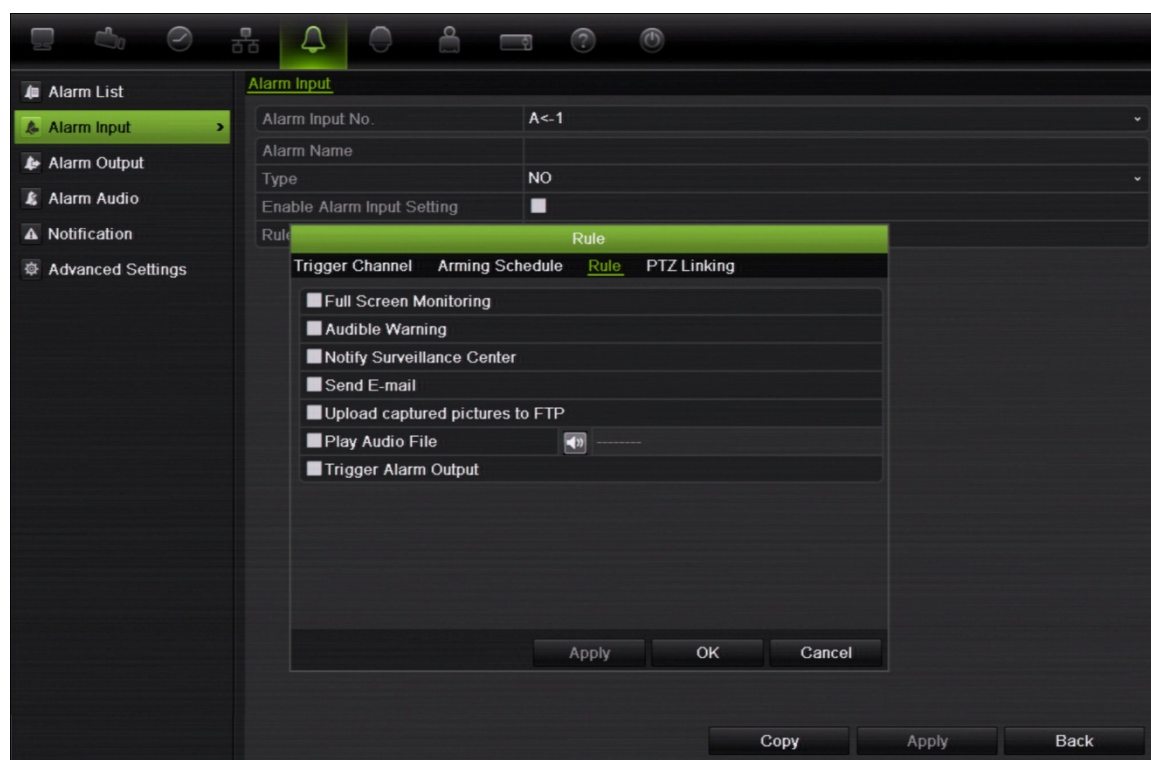 Alarm List
Alarm Input
Alarm Output
Alarm Audio
Notification
Advanced Settings
Alarm Input
Alarm Input No. A<-1
Alarm Name
Type NO
Enable Alarm Input Setting
Rule
Rule
Trigger Channel Arming Schedule Rule PTZ Linking
Full Screen Monitoring
Audible Warning
Notify Surveillance Center
Send E-mail
Upload captured pictures to FTP
Play Audio File --------
Trigger Alarm Output
Apply OK Cancel
Copy Apply Back